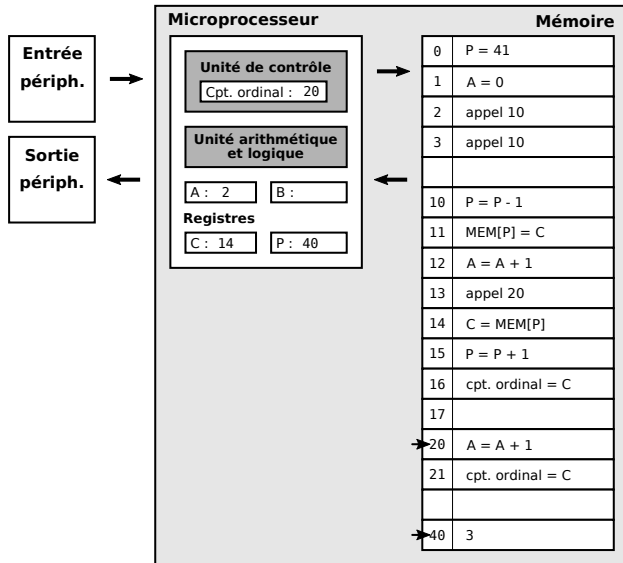 Microprocesseur
Mémoire
Entrée
périph.
Sortie
périph.
Unité de contrôle
Cpt. ordinal : 20
Unité arithmétique
et logique
A : 2
B :
Registres
C : 14
P : 40
0 P = 41
1 A = 0
2 appel 10
3 appel 10
10 P = P - 1
11 MEM[P] = C
12 A = A + 1
13 appel 20
14 C = MEM[P]
15 P = P + 1
16 cpt. ordinal = C
17
20 A = A + 1
21 cpt. ordinal = C
40 3